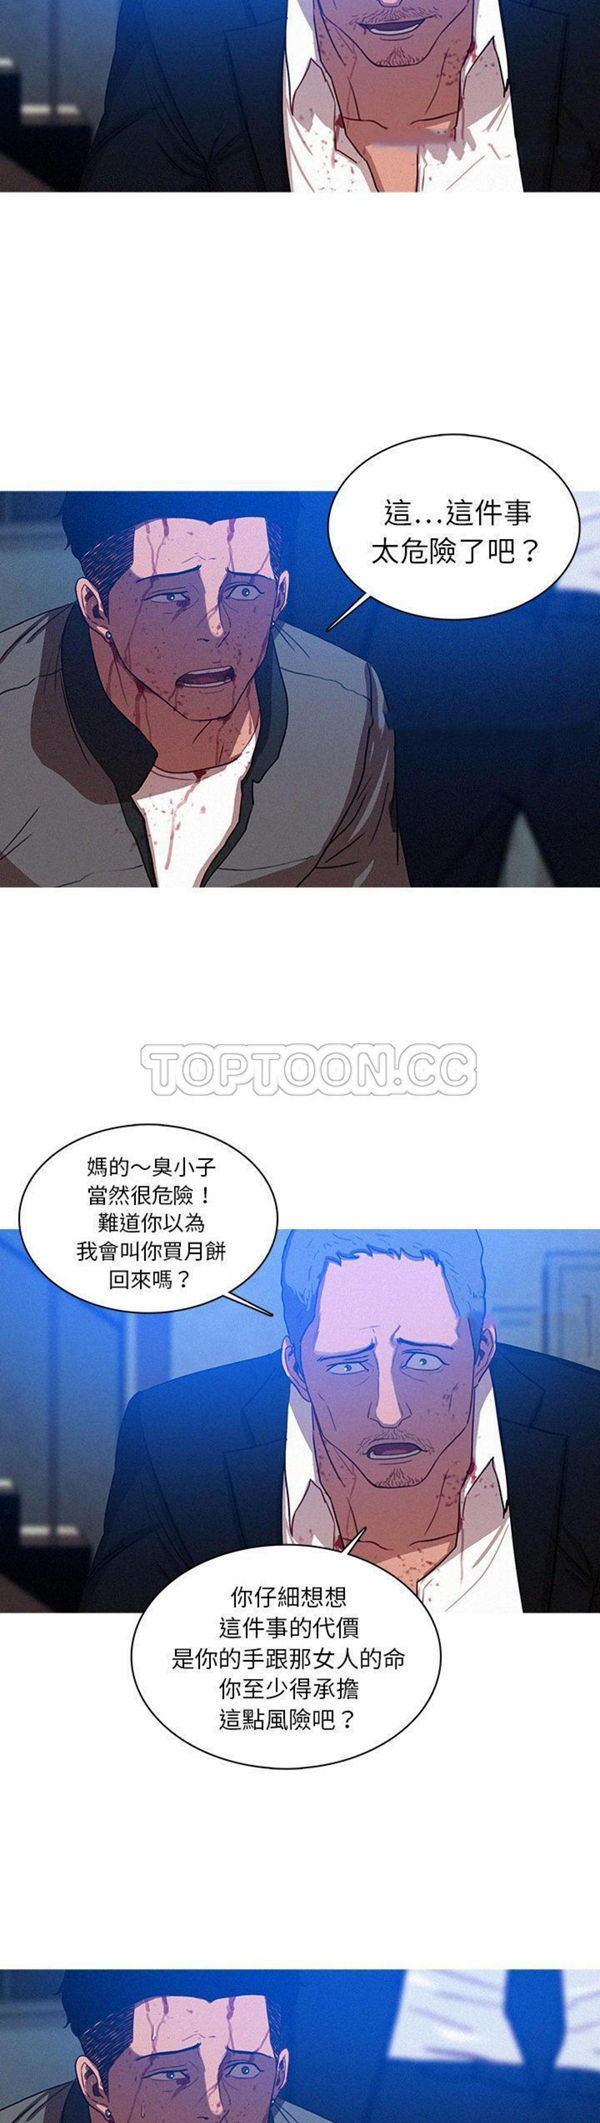 這...這件事
太危險了吧？
TOPTOON.CC
媽的～臭小子
當然很危險！
難道你以為
我會叫你買月餅
回來嗎？
你仔細想想
這件事的代價
是你的手跟那女人的命
你至少得承擔
這點風險吧？